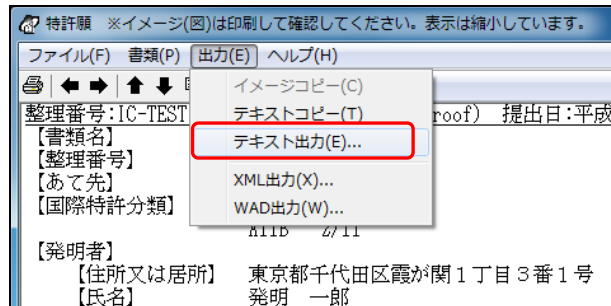 特許願 ※イメージ(図)は印刷して確認してください。表示は縮小しています。
ファイル(F) 書類(P) 出力(E) ヘルプ(H)
イメージコピー(C)
テキストコピー(T)
テキスト出力(E)...
XML出力(X)...
WAD出力(W)...
整理番号:IC-TEST roof) 提出日:平成
【書類名】
【整理番号】
【あて先】
【国際特許分類】
A11B 2/11
【発明者】
【住所又は居所】 東京都千代田区霞が関1丁目3番1号
【氏名】 発明 一郎